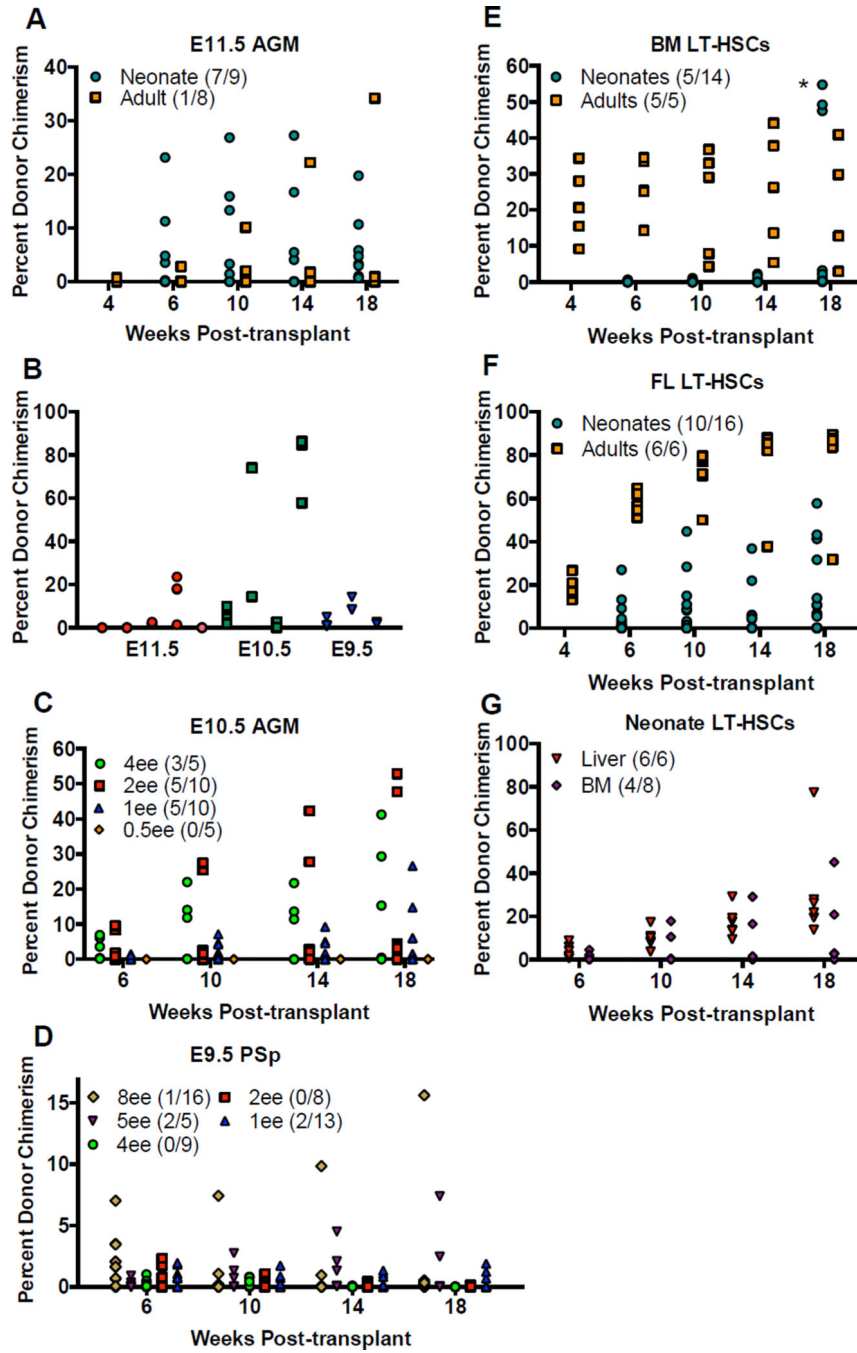 A
E11.5 AGM
Percent Donor Chimerism
40
30
20
10
0
Neonate (7/9)
Adult (1/8)
4 6 10 14 18
Weeks Post-transplant
B
Percent Donor Chimerism
100
80
60
40
20
0
E11.5 E10.5 E9.5
C
E10.5 AGM
Percent Donor Chimerism
60
50
40
30
20
10
0
4ee (3/5)
2ee (5/10)
1ee (5/10)
0.5ee (0/5)
6 10 14 18
Weeks Post-transplant
D
E9.5 PSp
Percent Donor Chimerism
15
10
5
0
8ee (1/16) 2ee (0/8)
5ee (2/5) 1ee (2/13)
4ee (0/9)
6 10 14 18
Weeks Post-transplant
E
BM LT-HSCs
Percent Donor Chimerism
60
50
40
30
20
10
0
Neonates (5/14)
Adults (5/5)
*
4 6 10 14 18
Weeks Post-transplant
F
FL LT-HSCs
Percent Donor Chimerism
100
80
60
40
20
0
Neonates (10/16)
Adults (6/6)
4 6 10 14 18
Weeks Post-transplant
G
Neonate LT-HSCs
Percent Donor Chimerism
100
80
60
40
20
0
Liver (6/6)
BM (4/8)
6 10 14 18
Weeks Post-transplant